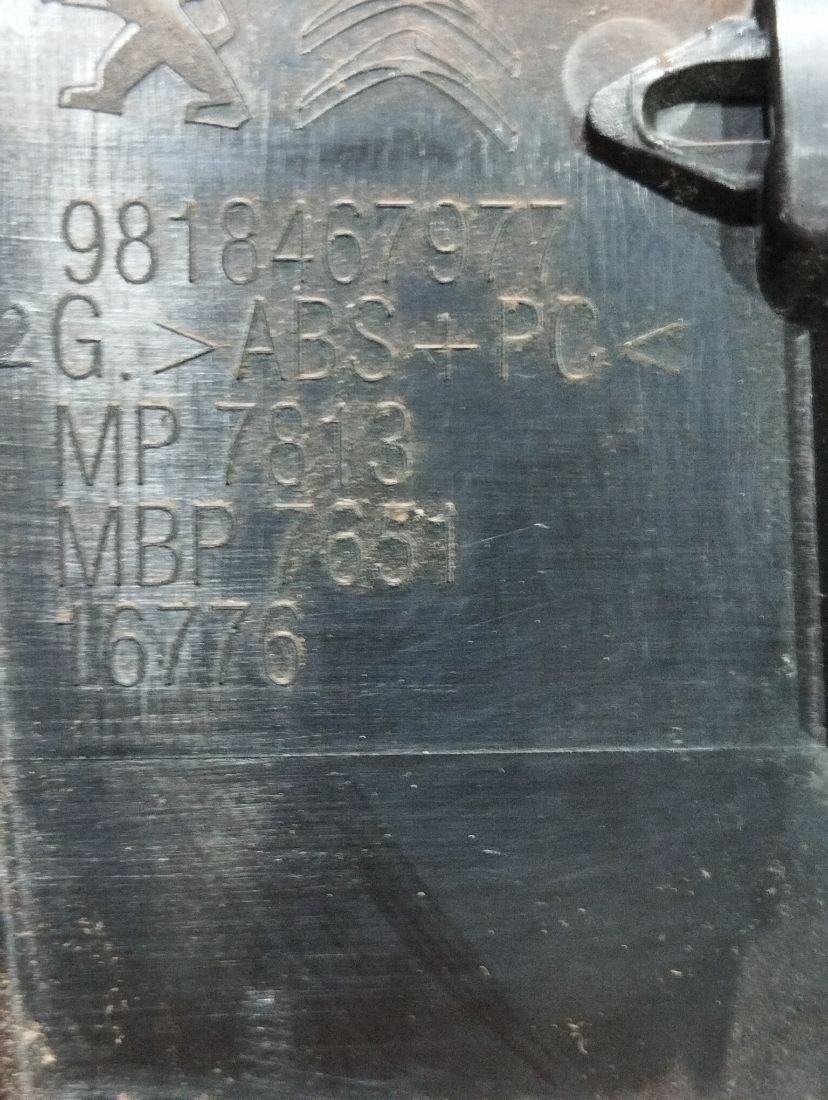 9818467977
2G. >ABS+PC<
MP 7813
MBP 7651
16776